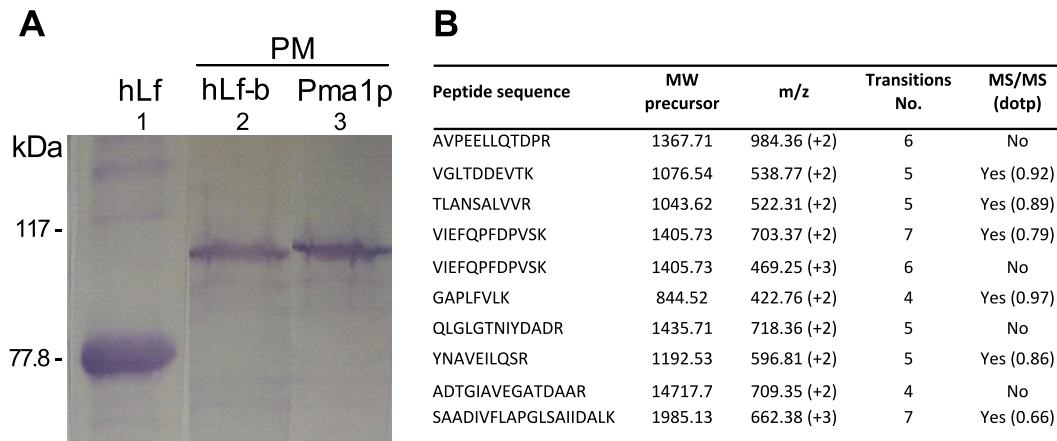 A
PM
hLf hLf-b Pma1p
1 2 3
kDa
117 -
77.8 -
B
Peptide sequence MW precursor m/z Transitions No. MS/MS (dotp)
AVPEELLQTDPR 1367.71 984.36 (+2) 6 No
VGLTDDEVTK 1076.54 538.77 (+2) 5 Yes (0.92)
TLANSALVVR 1043.62 522.31 (+2) 5 Yes (0.89)
VIEFQPFDPVSK 1405.73 703.37 (+2) 7 Yes (0.79)
VIEFQPFDPVSK 1405.73 469.25 (+3) 6 No
GAPLFVLK 844.52 422.76 (+2) 4 Yes (0.97)
QLGLGTNIYDADR 1435.71 718.36 (+2) 5 No
YNAVEILQSR 1192.53 596.81 (+2) 5 Yes (0.86)
ADTGIAVEGATDAAR 14717.7 709.35 (+2) 4 No
SAADIVFLAPGLSAIIDALK 1985.13 662.38 (+3) 7 Yes (0.66)